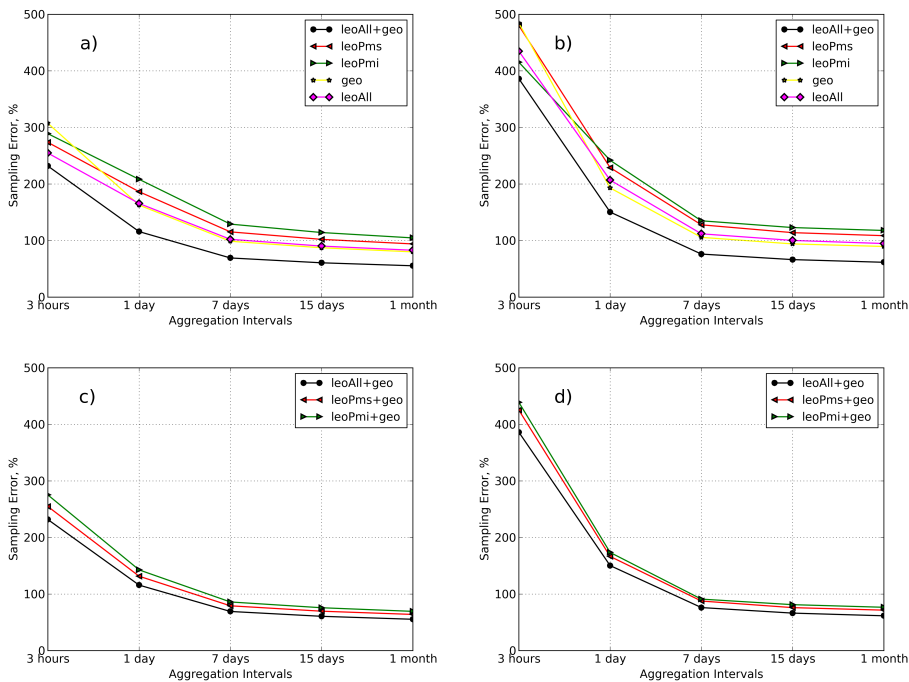 500
400
300
200
100
0
Sampling Error, %
a)
leoAll+geo
leoPms
leoPmi
geo
leoAll
3 hours 1 day 7 days 15 days 1 month
Aggregation Intervals
500
400
300
200
100
0
Sampling Error, %
b)
leoAll+geo
leoPms
leoPmi
geo
leoAll
3 hours 1 day 7 days 15 days 1 month
Aggregation Intervals
500
400
300
200
100
0
Sampling Error, %
c)
leoAll+geo
leoPms+geo
leoPmi+geo
3 hours 1 day 7 days 15 days 1 month
Aggregation Intervals
500
400
300
200
100
0
Sampling Error, %
d)
leoAll+geo
leoPms+geo
leoPmi+geo
3 hours 1 day 7 days 15 days 1 month
Aggregation Intervals